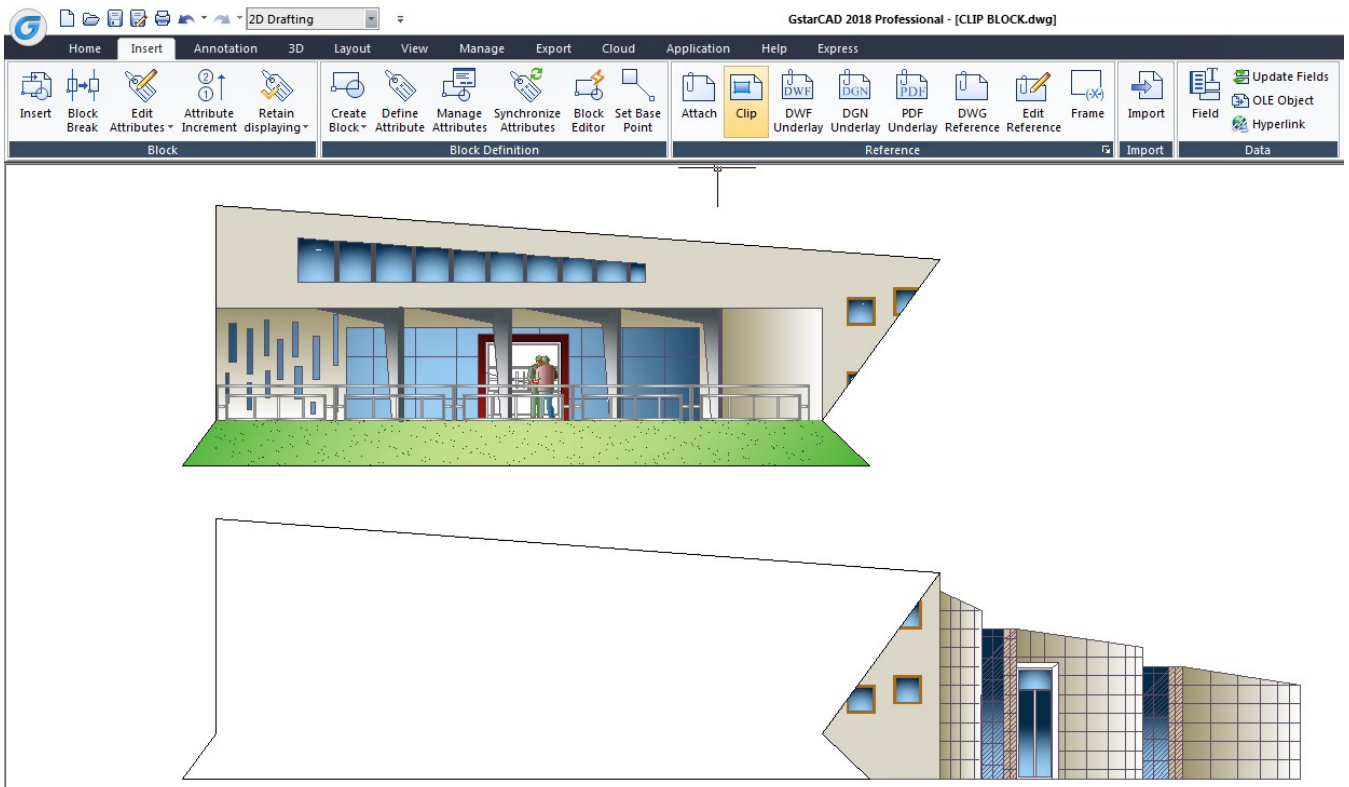 2D Drafting
GstarCAD 2018 Professional - [CLIP BLOCK.dwg]
Home Insert Annotation 3D Layout View Manage Export Cloud Application Help Express
Insert
Block
Break
Edit
Attributes
Attribute
Increment
Retain
displaying
Block
Create
Block
Define
Attribute
Manage
Attributes
Synchronize
Attributes
Block
Editor
Set Base
Point
Block Definition
Attach
Clip
DWF
DWF
Underlay
DGN
DGN
Underlay
PDF
PDF
Underlay
DWG
Reference
Edit
Reference
(X)
Frame
Reference
Import
Import
Field
Update Fields
OLE Object
Hyperlink
Data